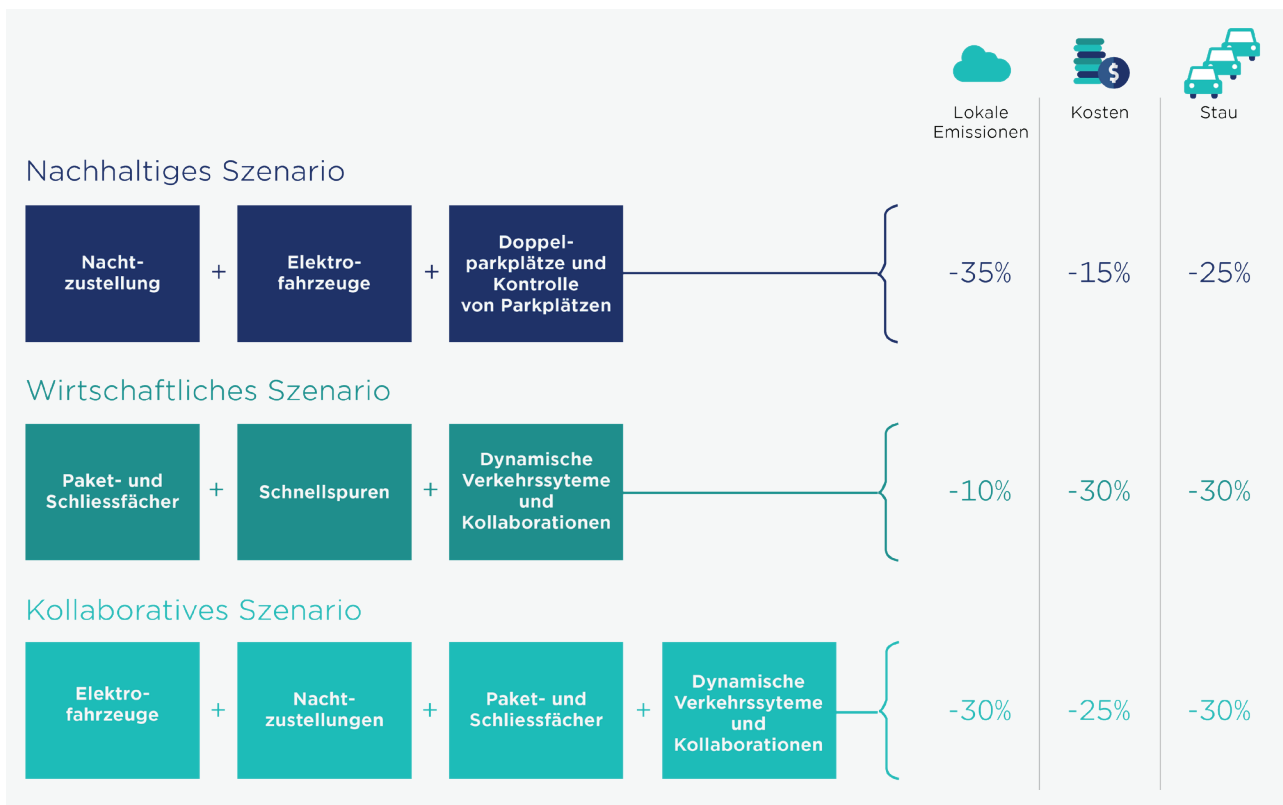 $
Lokale
Emissionen
Kosten
Stau
Nachhaltiges Szenario
Nacht-
zustellung
+
Elektro-
fahrzeuge
+
Doppel-
parkplätze und
Kontrolle
von Parkplätzen
-35%
-15%
-25%
Wirtschaftliches Szenario
Paket- und
Schliessfächer
+
Schnellspuren
+
Dynamische
Verkehrssyteme
und
Kollaborationen
-10%
-30%
-30%
Kollaboratives Szenario
Elektro-
fahrzeuge
+
Nacht-
zustellungen
+
Paket- und
Schliessfächer
+
Dynamische
Verkehrssyteme
und
Kollaborationen
-30%
-25%
-30%